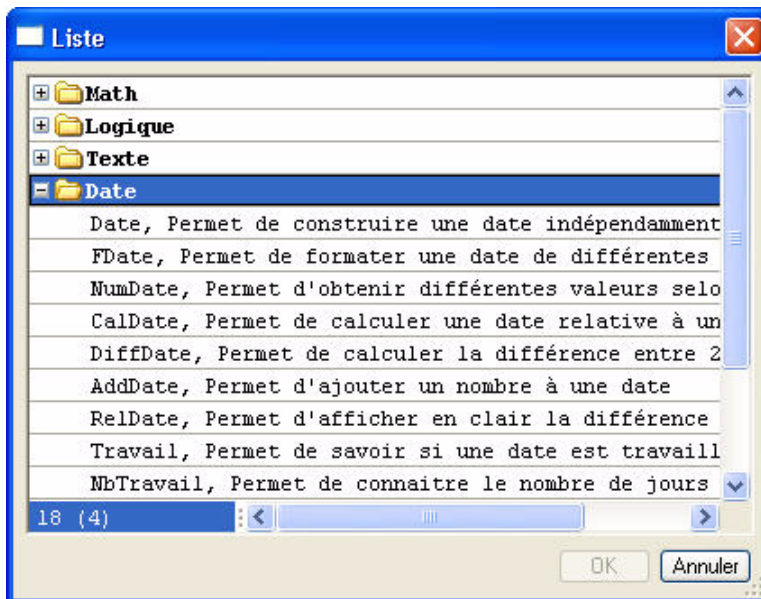 Liste
Math
Logique
Texte
Date
Date, Permet de construire une date indépendamment
FDate, Permet de formater une date de différentes
NumDate, Permet d'obtenir différentes valeurs selo
CalDate, Permet de calculer une date relative à un
DiffDate, Permet de calculer la différence entre 2
AddDate, Permet d'ajouter un nombre à une date
RelDate, Permet d'afficher en clair la différence
Travail, Permet de savoir si une date est travaill
NbTravail, Permet de connaitre le nombre de jours
18 (4)
OK Annuler